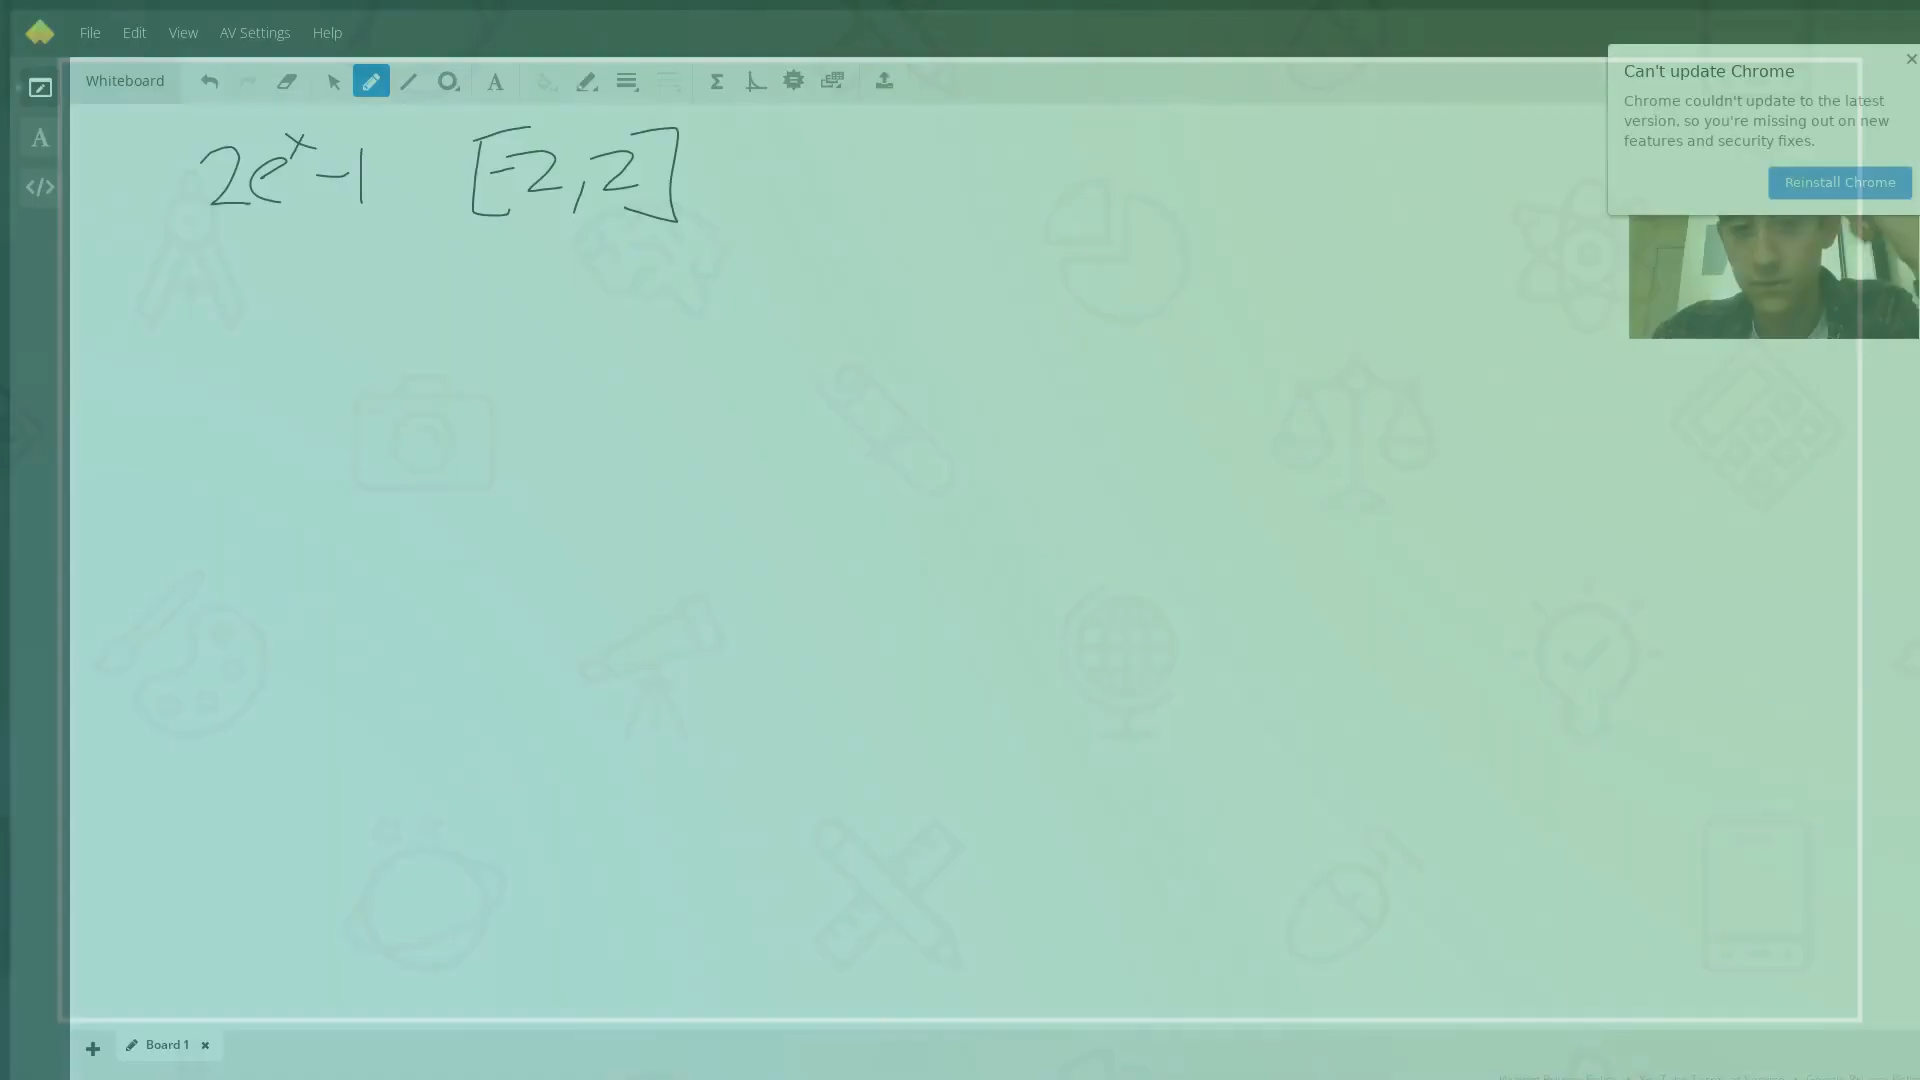 File Edit View AV Settings Help
Can't update Chrome
Chrome couldn't update to the latest
version, so you're missing out on new
features and security fixes.
Reinstall Chrome
Whiteboard
A
A
</>
Σ
2e^x-1 [-2,2]
Board 1